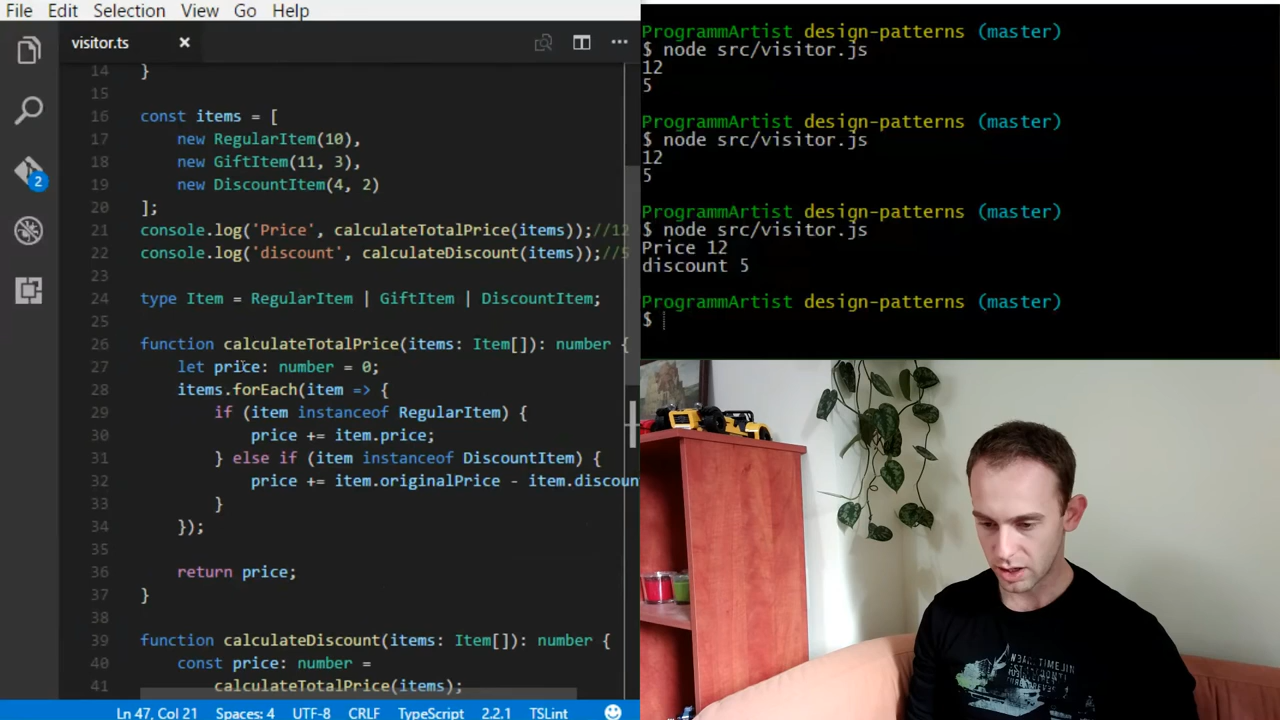 File Edit Selection View Go Help
visitor.ts
14 }
15
16 const items = [
17 new RegularItem(10),
18 new GiftItem(11, 3),
19 new DiscountItem(4, 2)
20 ];
21 console.log('Price', calculateTotalPrice(items));//12
22 console.log('discount', calculateDiscount(items));//5
23
24 type Item = RegularItem | GiftItem | DiscountItem;
25
26 function calculateTotalPrice(items: Item[]): number {
27 let price: number = 0;
28 items.forEach(item => {
29 if (item instanceof RegularItem) {
30 price += item.price;
31 } else if (item instanceof DiscountItem) {
32 price += item.originalPrice - item.discoun
33 }
34 });
35
36 return price;
37 }
38
39 function calculateDiscount(items: Item[]): number {
40 const price: number =
41 calculateTotalPrice(items);
2
Ln 47, Col 21 Spaces: 4 UTF-8 CRLF TypeScript 2.2.1 TSLint
ProgrammArtist design-patterns (master)
$ node src/visitor.js
12
5
ProgrammArtist design-patterns (master)
$ node src/visitor.js
12
5
ProgrammArtist design-patterns (master)
$ node src/visitor.js
Price 12
discount 5
ProgrammArtist design-patterns (master)
$